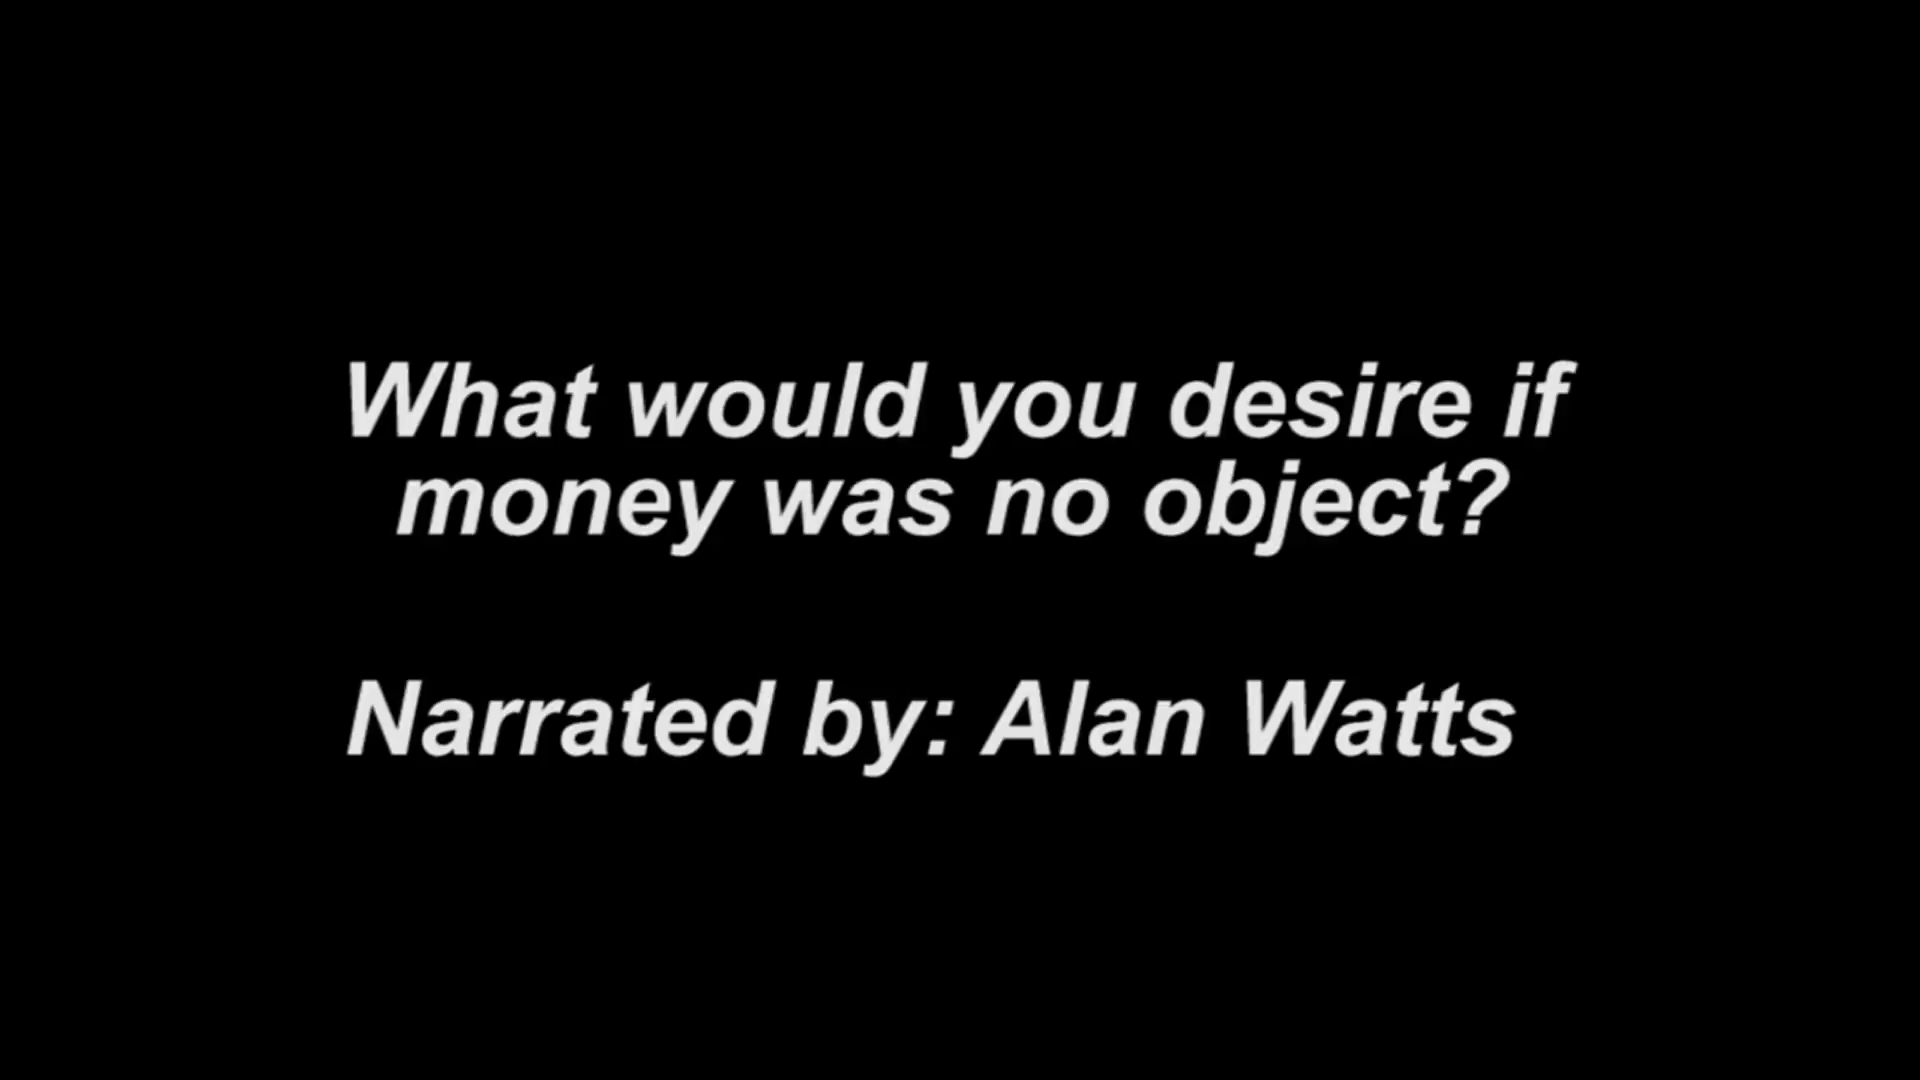 What would you desire if
money was no object?
Narrated by: Alan Watts